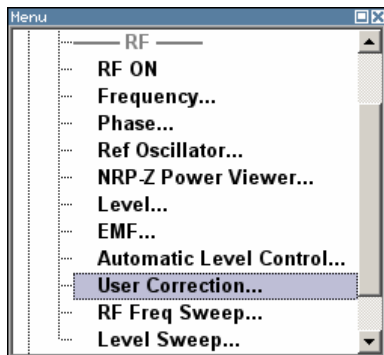 Menu
RF
RF ON
Frequency...
Phase...
Ref Oscillator...
NRP-Z Power Viewer...
Level...
EMF...
Automatic Level Control...
User Correction...
RF Freq Sweep...
Level Sweep...